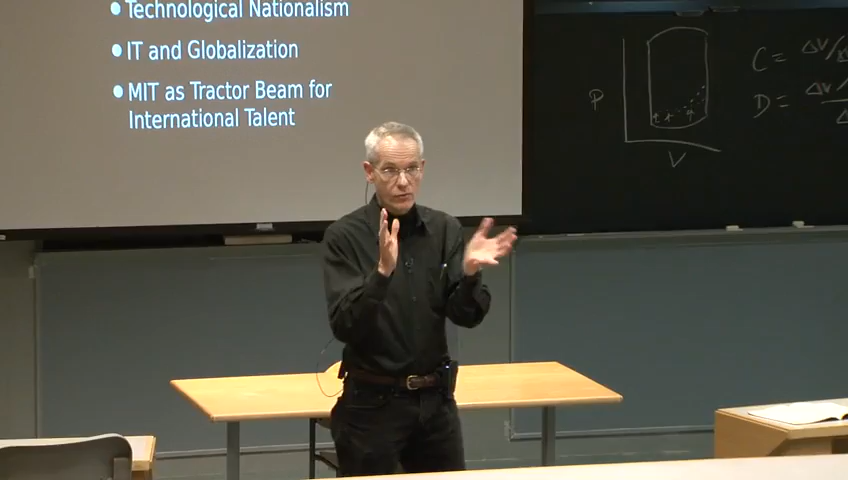 Technological Nationalism
IT and Globalization
MIT as Tractor Beam for
International Talent
P
V
C = ΔV/
D = ΔV/
Δ